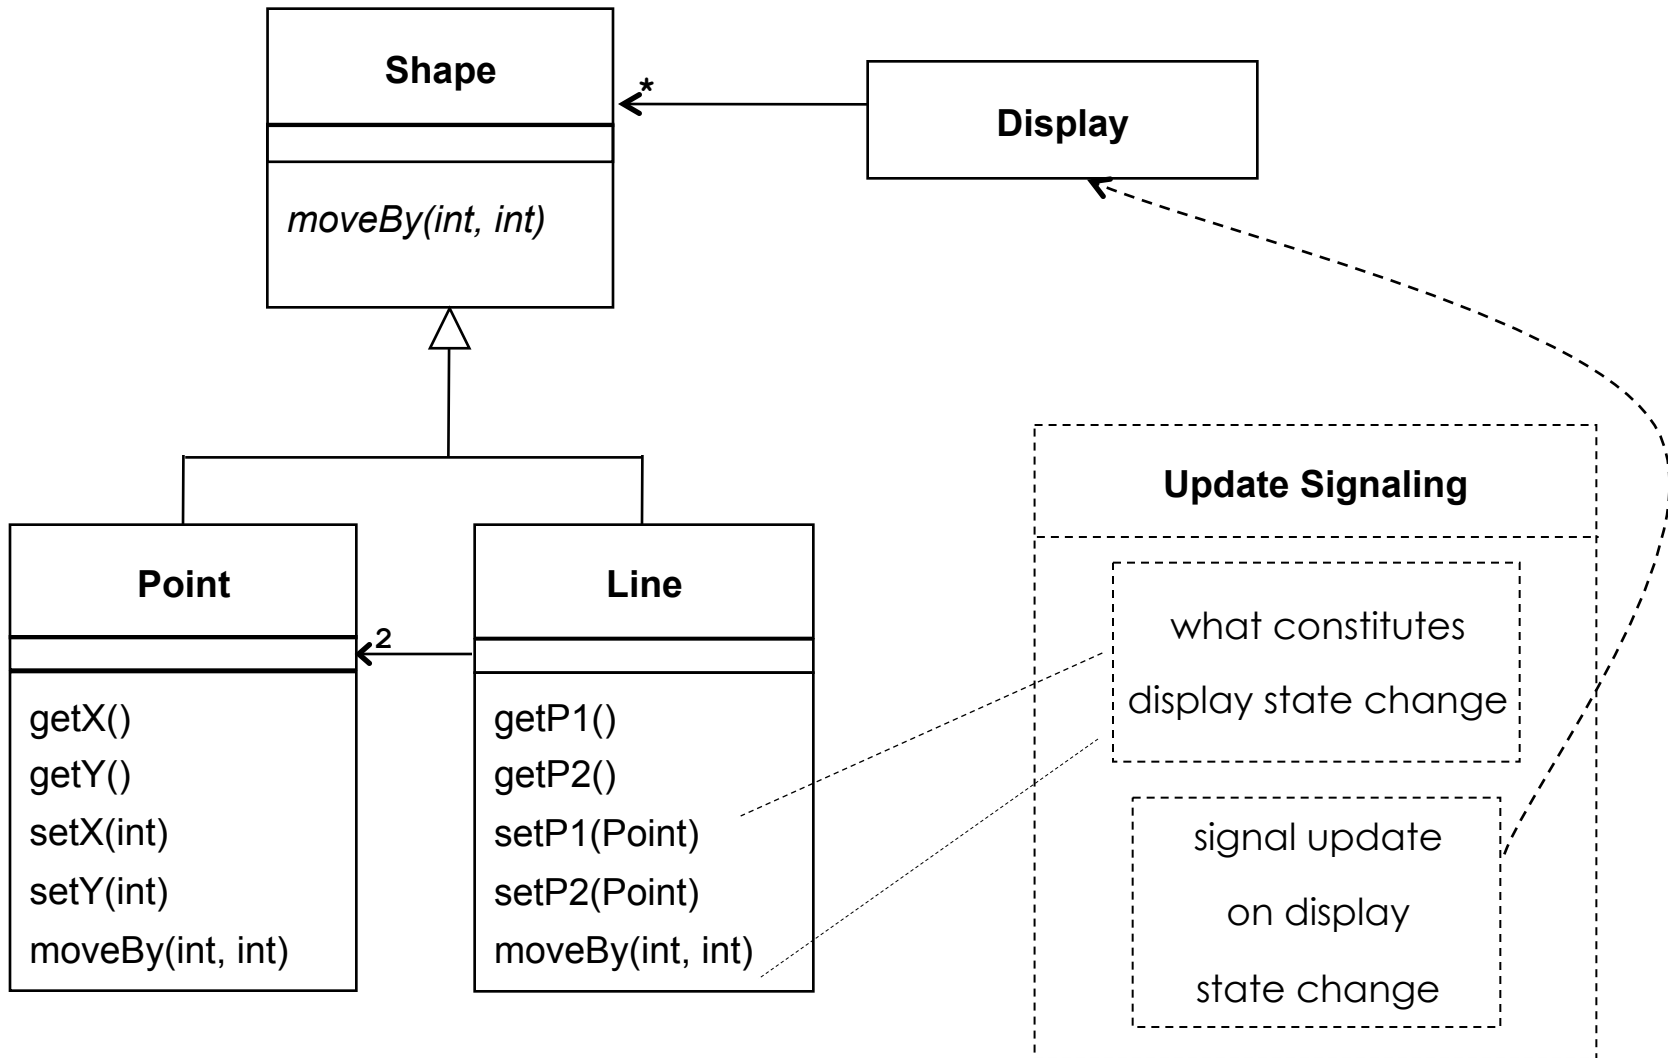 Shape
moveBy(int, int)
*
Display
Point
getX()
getY()
setX(int)
setY(int)
moveBy(int, int)
2
Line
getP1()
getP2()
setP1(Point)
setP2(Point)
moveBy(int, int)
Update Signaling
what constitutes
display state change
signal update
on display
state change